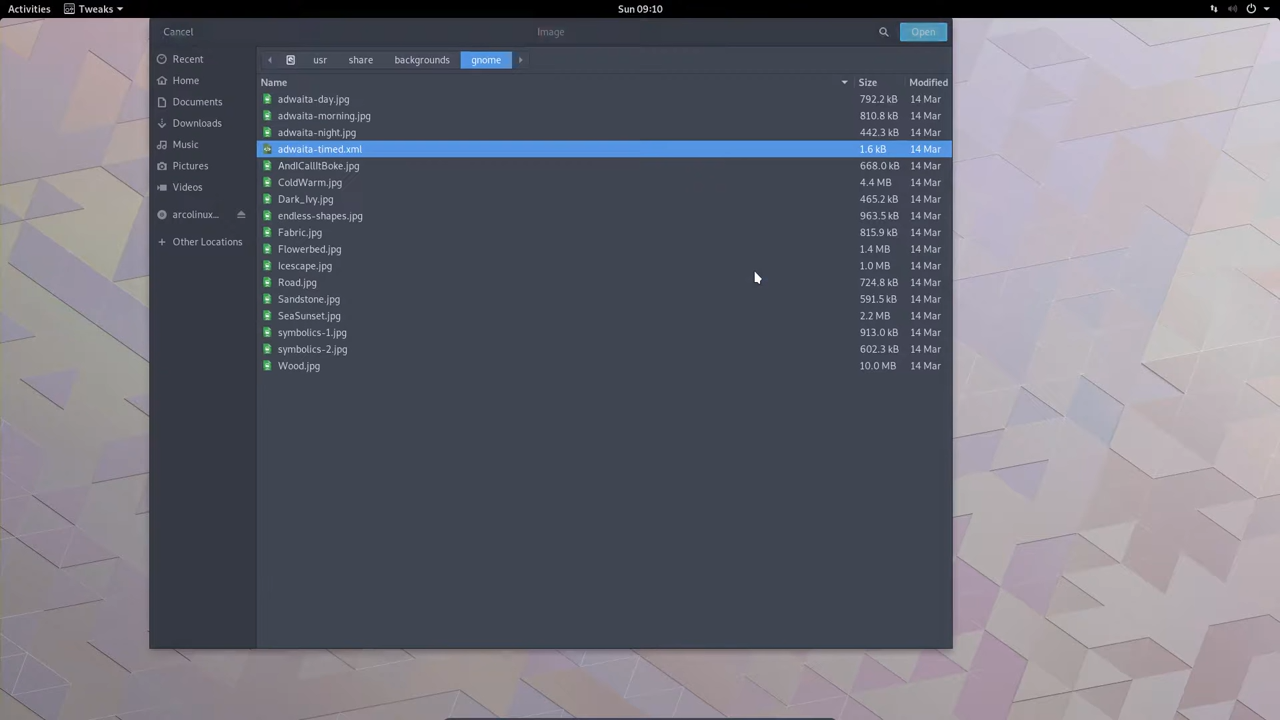 Activities Tweaks Sun 09:10
Cancel Image Open
Recent
Home
Documents
Downloads
Music
Pictures
Videos
arcolinux...
Other Locations
usr share backgrounds gnome
Name Size Modified
adwaita-day.jpg 792.2 kB 14 Mar
adwaita-morning.jpg 810.8 kB 14 Mar
adwaita-night.jpg 442.3 kB 14 Mar
adwaita-timed.xml 1.6 kB 14 Mar
AndICallItBoke.jpg 668.0 kB 14 Mar
ColdWarm.jpg 4.4 MB 14 Mar
Dark_Ivy.jpg 465.2 kB 14 Mar
endless-shapes.jpg 963.5 kB 14 Mar
Fabric.jpg 815.9 kB 14 Mar
Flowerbed.jpg 1.4 MB 14 Mar
Icescape.jpg 1.0 MB 14 Mar
Road.jpg 724.8 kB 14 Mar
Sandstone.jpg 591.5 kB 14 Mar
SeaSunset.jpg 2.2 MB 14 Mar
symbolics-1.jpg 913.0 kB 14 Mar
symbolics-2.jpg 602.3 kB 14 Mar
Wood.jpg 10.0 MB 14 Mar